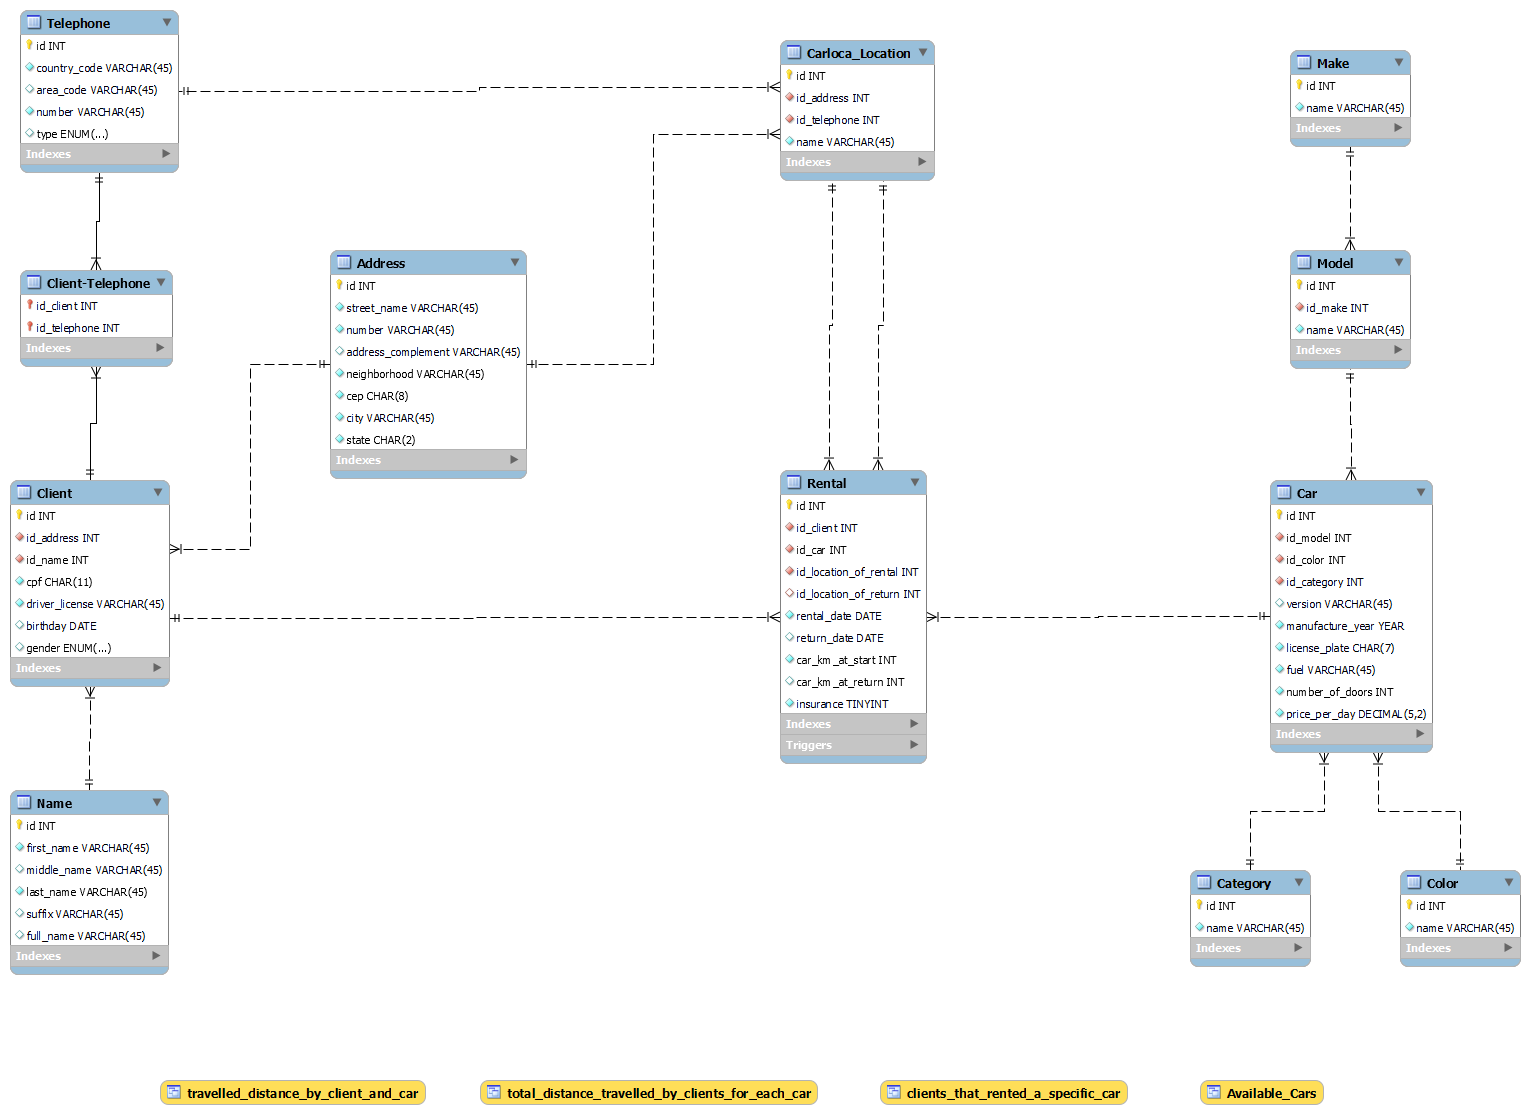 Telephone
id INT
country_code VARCHAR(45)
area_code VARCHAR(45)
number VARCHAR(45)
type ENUM(...)
Indexes
Carloca_Location
id INT
id_address INT
id_telephone INT
name VARCHAR(45)
Indexes
Make
id INT
name VARCHAR(45)
Indexes
Client-Telephone
id_client INT
id_telephone INT
Indexes
Address
id INT
street_name VARCHAR(45)
number VARCHAR(45)
address_complement VARCHAR(45)
neighborhood VARCHAR(45)
cep CHAR(8)
city VARCHAR(45)
state CHAR(2)
Indexes
Model
id INT
id_make INT
name VARCHAR(45)
Indexes
Client
id INT
id_address INT
id_name INT
cpf CHAR(11)
driver_license VARCHAR(45)
birthday DATE
gender ENUM(...)
Indexes
Rental
id INT
id_client INT
id_car INT
id_location_of_rental INT
id_location_of_return INT
rental_date DATE
return_date DATE
car_km_at_start INT
car_km_at_return INT
insurance TINYINT
Indexes
Triggers
Car
id INT
id_model INT
id_color INT
id_category INT
version VARCHAR(45)
manufacture_year YEAR
license_plate CHAR(7)
fuel VARCHAR(45)
number_of_doors INT
price_per_day DECIMAL(5,2)
Indexes
Name
id INT
first_name VARCHAR(45)
middle_name VARCHAR(45)
last_name VARCHAR(45)
suffix VARCHAR(45)
full_name VARCHAR(45)
Indexes
Category
id INT
name VARCHAR(45)
Indexes
Color
id INT
name VARCHAR(45)
Indexes
travelled_distance_by_client_and_car
total_distance_travelled_by_clients_for_each_car
clients_that_rented_a_specific_car
Available_Cars